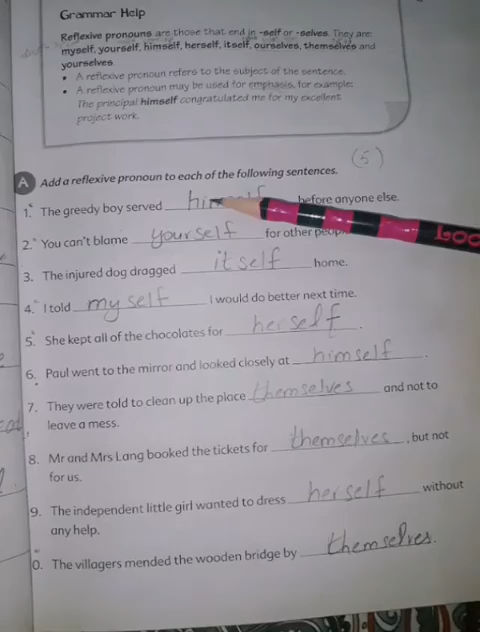 Grammar Help
Reflexive pronouns are those that end in -self or -selves. They are:
myself, yourself, himself, herself, itself, ourselves, themselves and
yourselves
• A reflexive pronoun refers to the subject of the sentence.
• A reflexive pronoun may be used for emphasis, for example:
The principal himself congratulated me for my excellent
project work.
(5)
A Add a reflexive pronoun to each of the following sentences.
1. The greedy boy served himself before anyone else.
2. You can't blame yourself for other
3. The injured dog dragged itself home.
4. I told my self I would do better next time.
5. She kept all of the chocolates for herself.
6. Paul went to the mirror and looked closely at himself.
7. They were told to clean up the place themselves and not to
leave a mess.
8. Mr and Mrs Lang booked the tickets for themselves, but not
for us.
9. The independent little girl wanted to dress herself without
any help.
0. The villagers mended the wooden bridge by themselves.